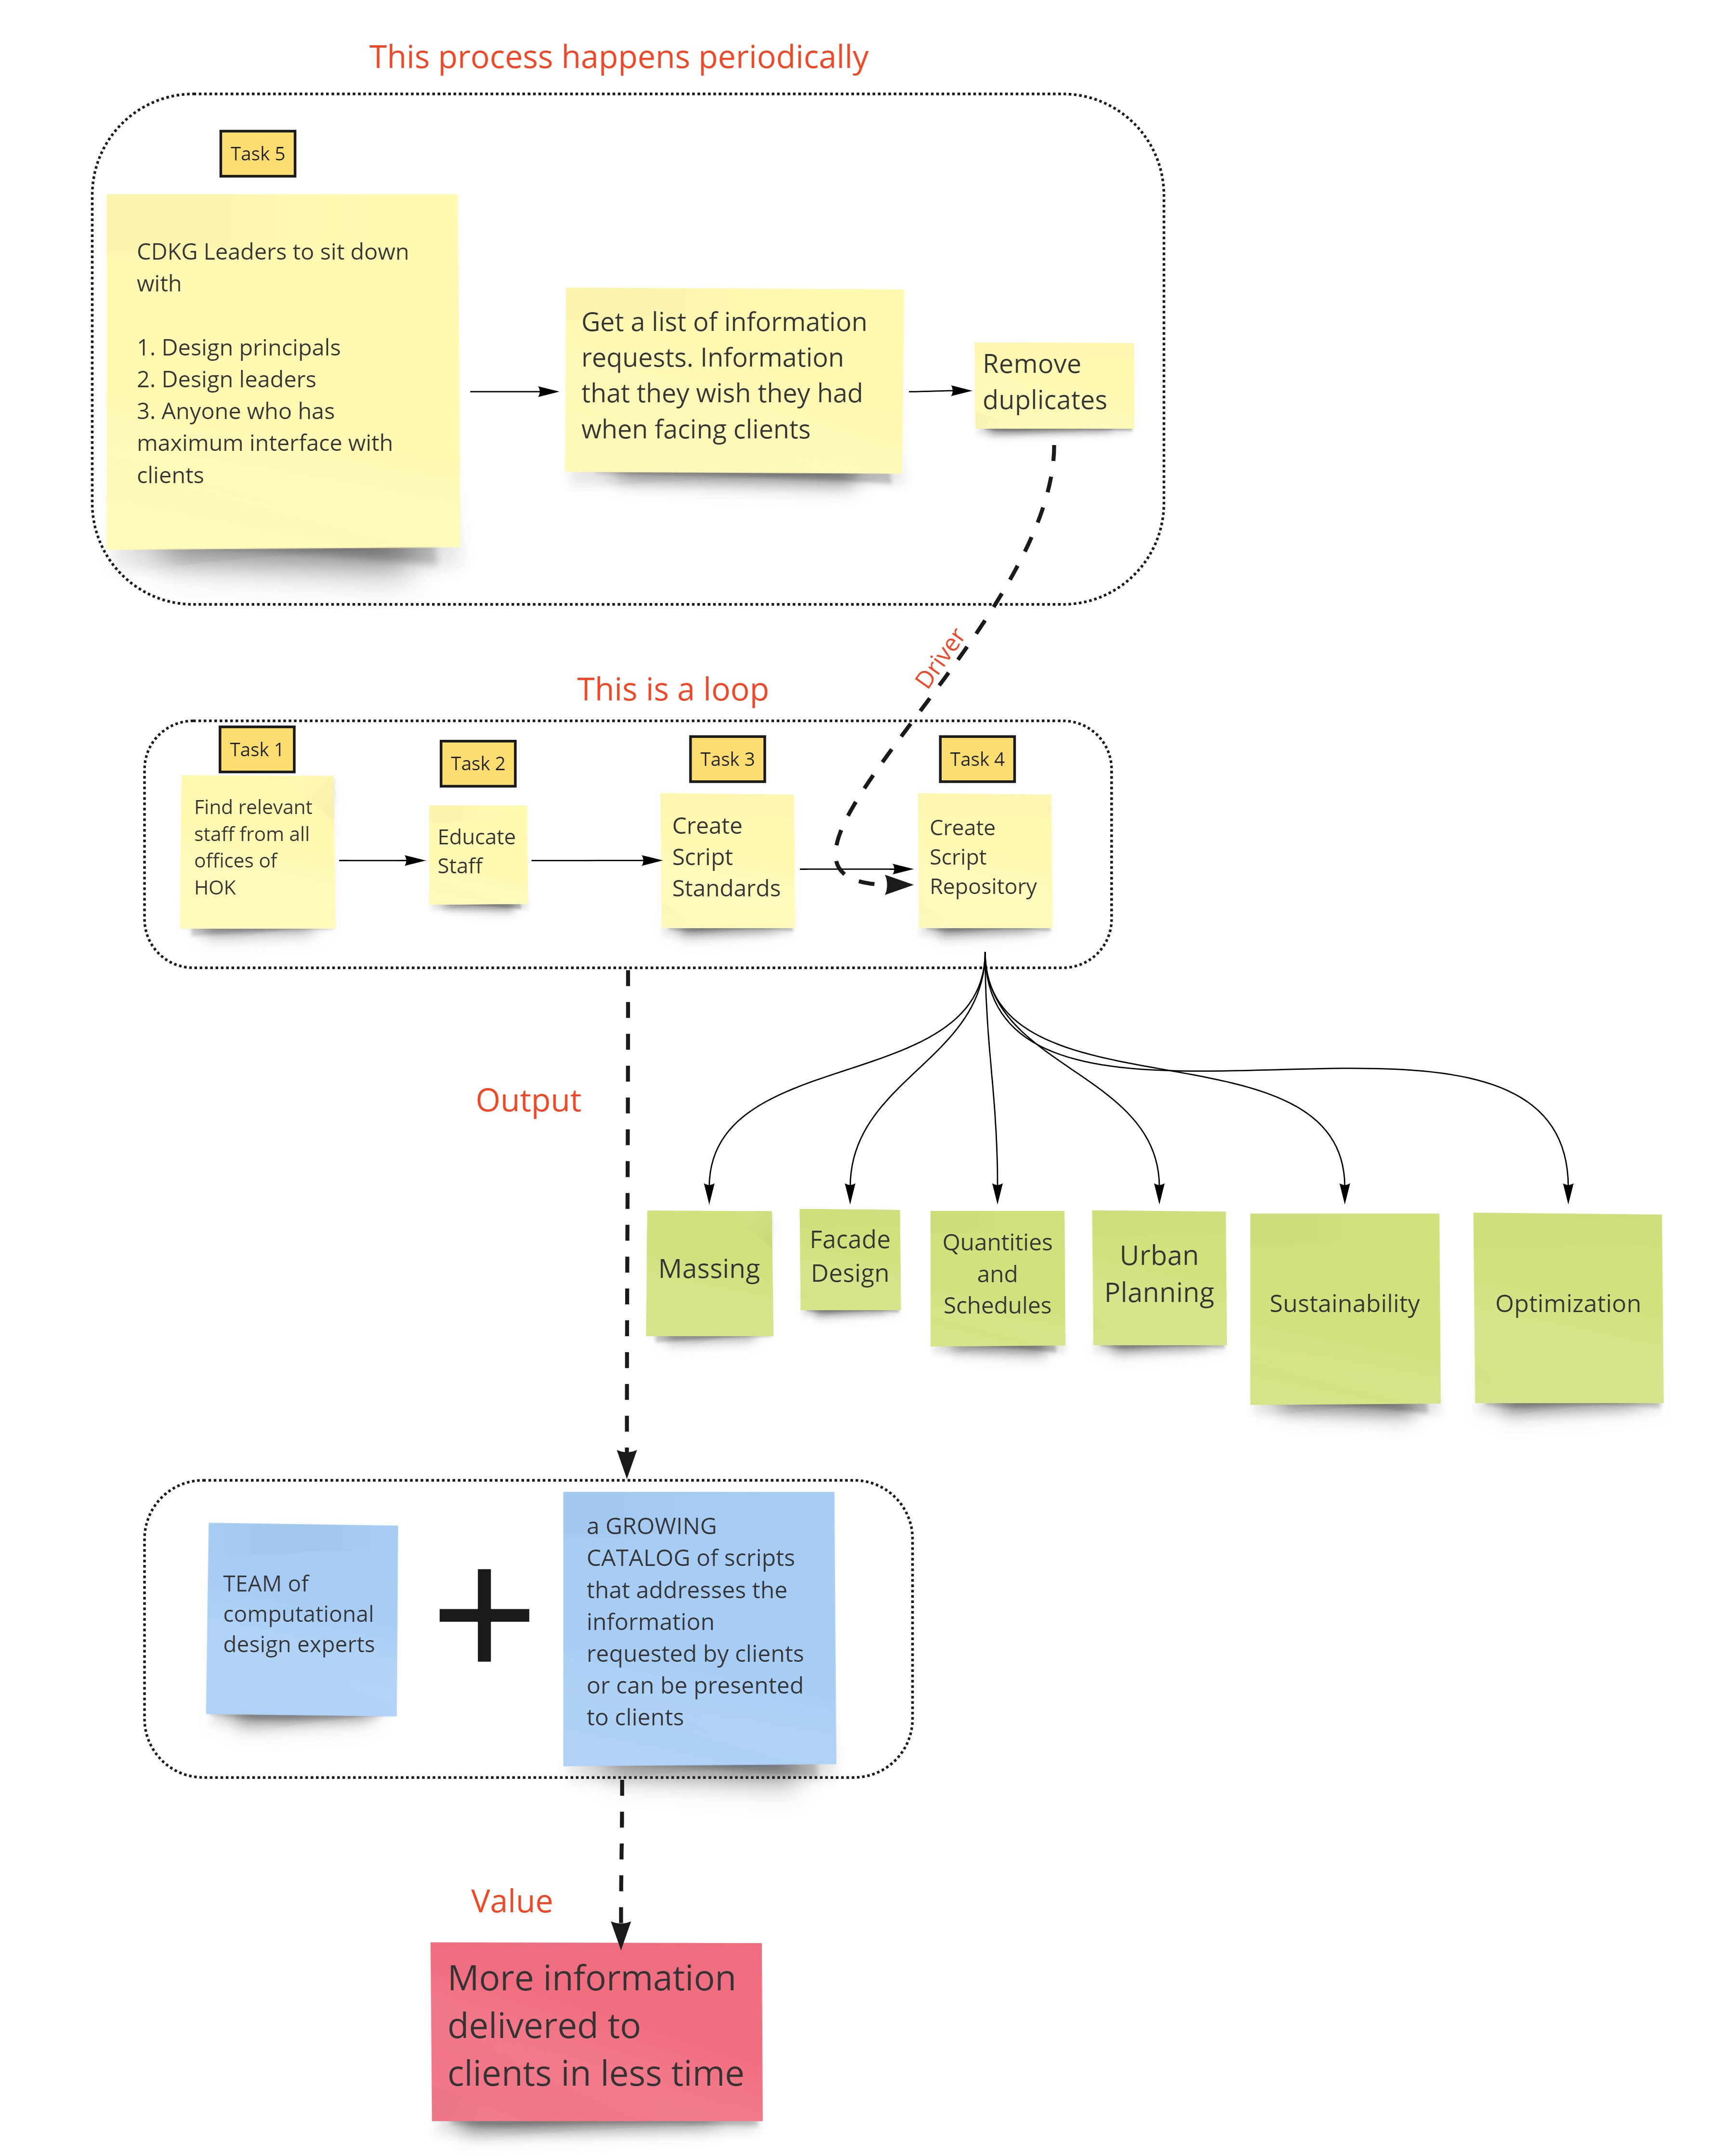 This process happens periodically
Task 5
CDKG Leaders to sit down
with
1. Design principals
2. Design leaders
3. Anyone who has
maximum interface with
clients
Get a list of information
requests. Information
that they wish they had
when facing clients
Remove
duplicates
Driver
This is a loop
Task 1
Find relevant
staff from all
offices of
HOK
Task 2
Educate
Staff
Task 3
Create
Script
Standards
Task 4
Create
Script
Repository
Output
Massing
Facade
Design
Quantities
and
Schedules
Urban
Planning
Sustainability
Optimization
TEAM of
computational
design experts
+
a GROWING
CATALOG of scripts
that addresses the
information
requested by clients
or can be presented
to clients
Value
More information
delivered to
clients in less time